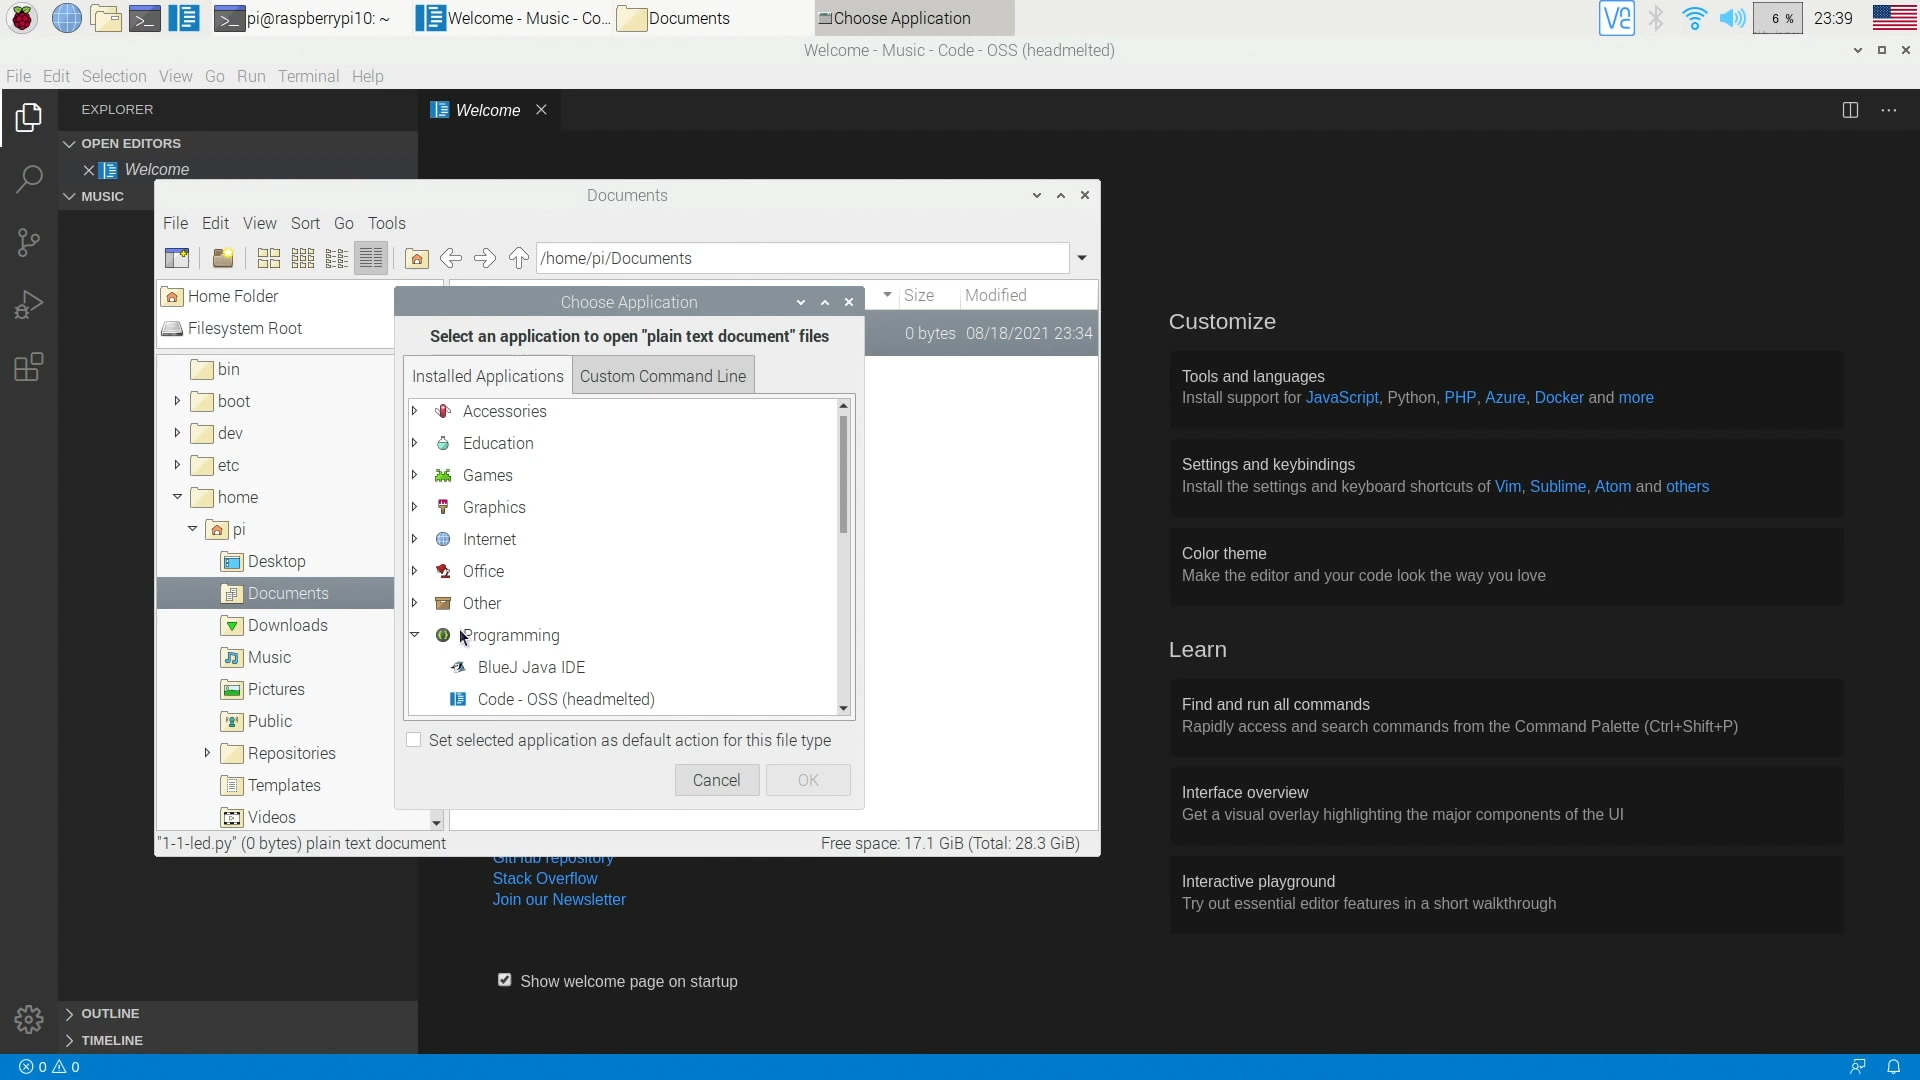 pi@raspberrypi10: ~
Welcome - Music - Co...
Documents
Choose Application
6 %
23:39
Welcome - Music - Code - OSS (headmelted)
File Edit Selection View Go Run Terminal Help
EXPLORER
Welcome
OPEN EDITORS
Welcome
MUSIC
Documents
File Edit View Sort Go Tools
/home/pi/Documents
Home Folder
Filesystem Root
bin
boot
dev
etc
home
pi
Desktop
Documents
Downloads
Music
Pictures
Public
Repositories
Templates
Videos
Size Modified
0 bytes 08/18/2021 23:34
"1-1-led.py" (0 bytes) plain text document
Free space: 17.1 GiB (Total: 28.3 GiB)
Choose Application
Select an application to open "plain text document" files
Installed Applications
Custom Command Line
Accessories
Education
Games
Graphics
Internet
Office
Other
Programming
BlueJ Java IDE
Code - OSS (headmelted)
Set selected application as default action for this file type
Cancel
OK
GitHub repository
Stack Overflow
Join our Newsletter
Show welcome page on startup
Customize
Tools and languages
Install support for JavaScript, Python, PHP, Azure, Docker and more
Settings and keybindings
Install the settings and keyboard shortcuts of Vim, Sublime, Atom and others
Color theme
Make the editor and your code look the way you love
Learn
Find and run all commands
Rapidly access and search commands from the Command Palette (Ctrl+Shift+P)
Interface overview
Get a visual overlay highlighting the major components of the UI
Interactive playground
Try out essential editor features in a short walkthrough
OUTLINE
TIMELINE
0 0